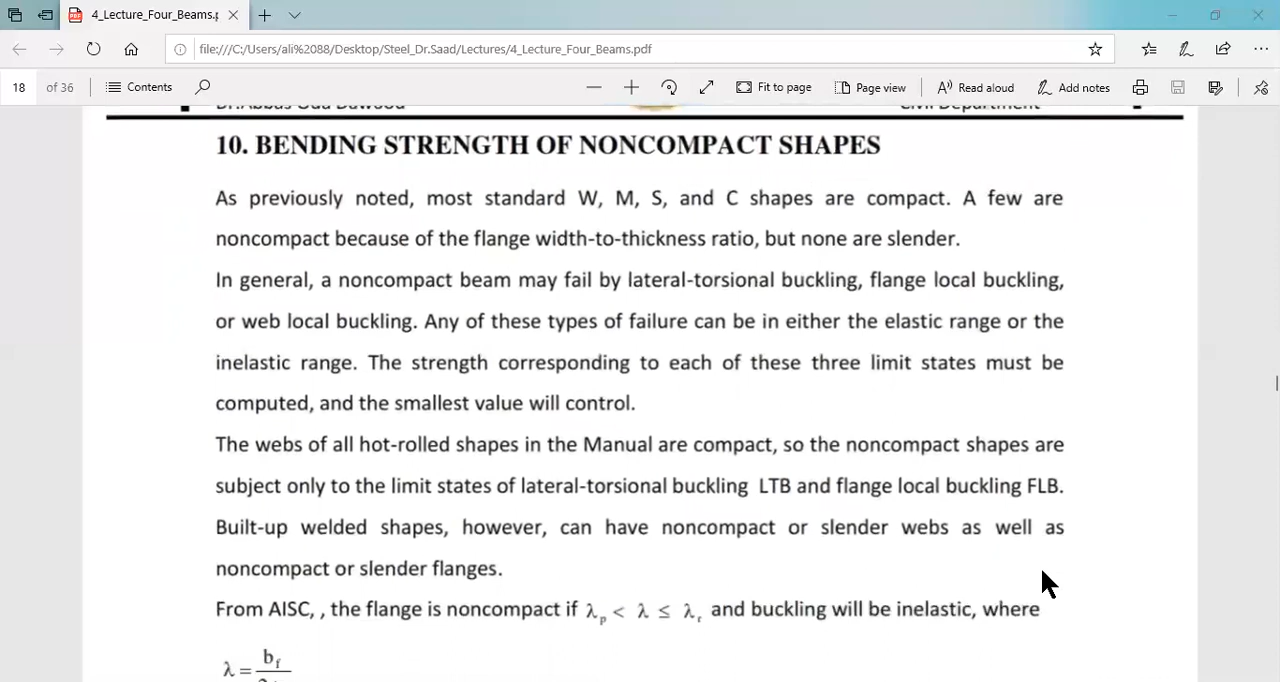 4_Lecture_Four_Beams.p
file:///C:/Users/ali%2088/Desktop/Steel_Dr.Saad/Lectures/4_Lecture_Four_Beams.pdf
18 of 36 Contents Fit to page Page view Read aloud Add notes
Dr.Abbas Oda Dawood Civil Department
10. BENDING STRENGTH OF NONCOMPACT SHAPES
As previously noted, most standard W, M, S, and C shapes are compact. A few are
noncompact because of the flange width-to-thickness ratio, but none are slender.
In general, a noncompact beam may fail by lateral-torsional buckling, flange local buckling,
or web local buckling. Any of these types of failure can be in either the elastic range or the
inelastic range. The strength corresponding to each of these three limit states must be
computed, and the smallest value will control.
The webs of all hot-rolled shapes in the Manual are compact, so the noncompact shapes are
subject only to the limit states of lateral-torsional buckling LTB and flange local buckling FLB.
Built-up welded shapes, however, can have noncompact or slender webs as well as
noncompact or slender flanges.
From AISC, , the flange is noncompact if λp < λ ≤ λr and buckling will be inelastic, where
λ = bf